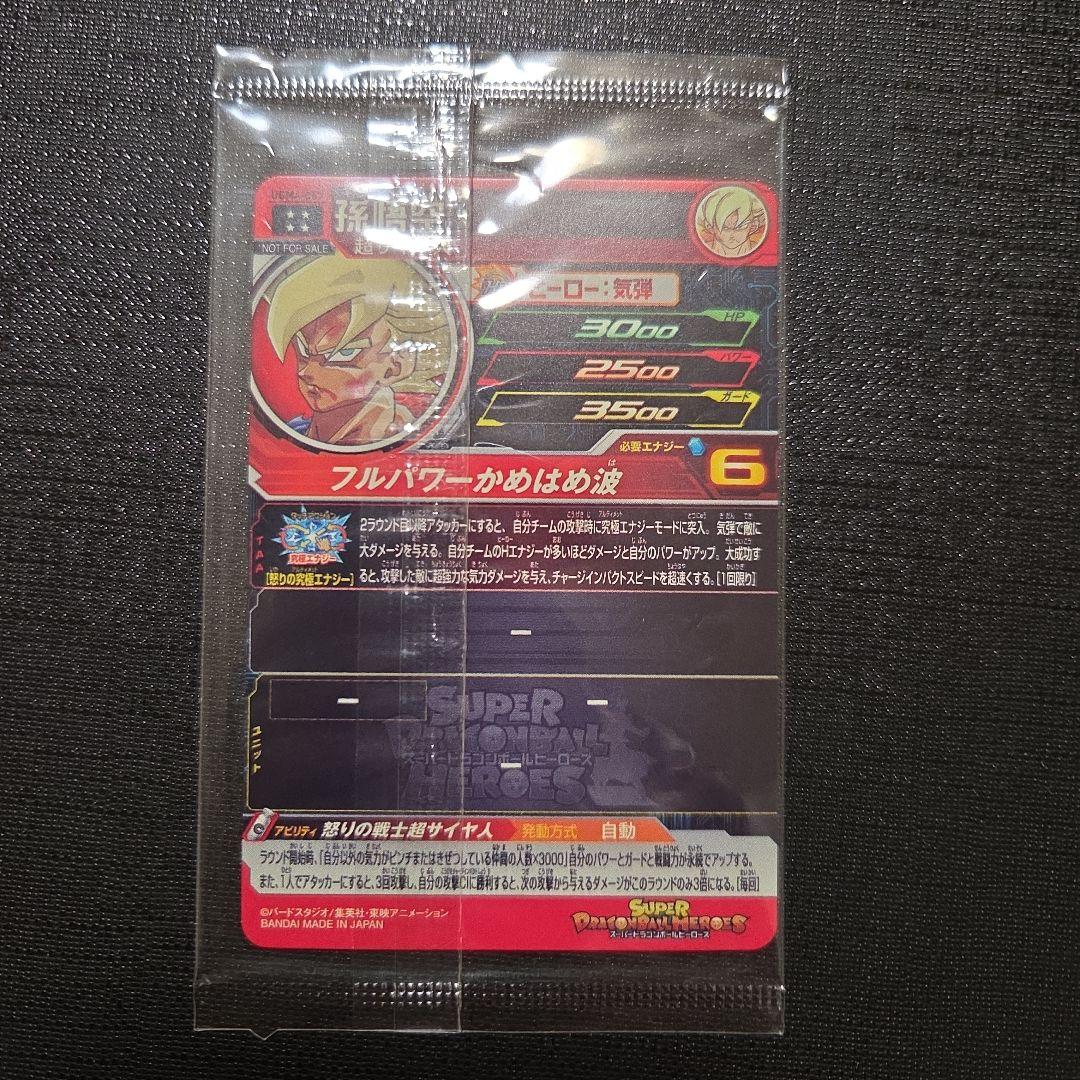 孫悟空
NOT FOR SALE
ヒーロー:気弾
3000 HP
2500 パワー
3500 ガード
必要エナジー 6
フルパワーかめはめ波
TAA
究極エナジー
[怒りの究極エナジー]
2ラウンド目以降アタッカーにすると、自分チームの攻撃時に究極エナジーモードに突入。気弾で敵に
大ダメージを与える。自分チームのHエナジーが多いほどダメージと自分のパワーがアップ。大成功す
ると、攻撃した敵に超強力な気力ダメージを与え、チャージインパクトスピードを超速くする。[1回限り]
ー
ユニット
ー ー
ー
SUPER
DRAGONBALL
スーパードラゴンボールヒーローズ
HEROES
アビリティ 怒りの戦士超サイヤ人 発動方式 自動
ラウンド開始時、「自分以外の気力がピンチまたはきぜつしている仲間の人数×3000」自分のパワーとガードと戦闘力が永続でアップする。
また、1人でアタッカーにすると、3回攻撃し、自分の攻撃CIに勝利すると、次の攻撃から与えるダメージがこのラウンドのみ3倍になる。[毎回]
©バードスタジオ/集英社・東映アニメーション
BANDAI MADE IN JAPAN
SUPER
DRAGONBALL HEROES
スーパードラゴンボールヒーローズ